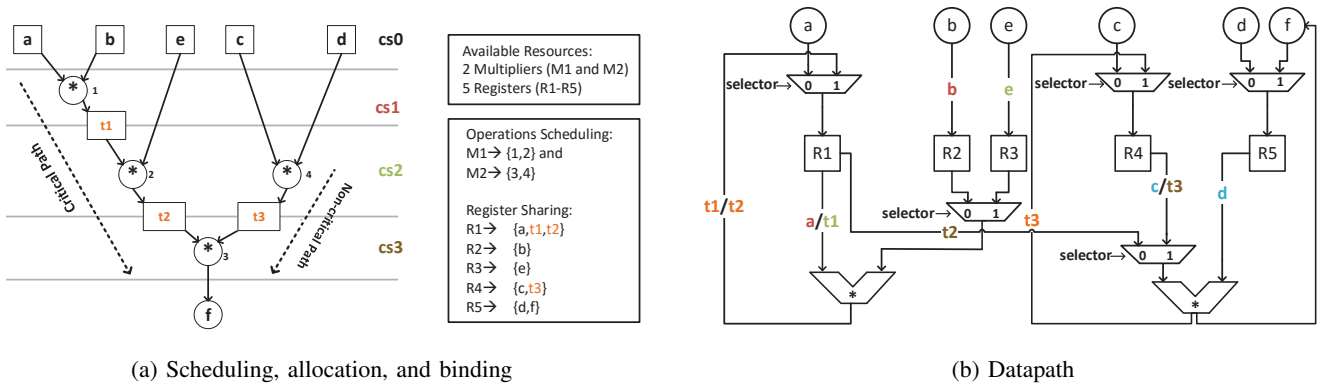 a b e c d cs0
* 1
cs1
t1
Critical Path
* 2
* 4
cs2
Non-critical Path
t2 t3
* 3
cs3
f
Available Resources:
2 Multipliers (M1 and M2)
5 Registers (R1-R5)
Operations Scheduling:
M1→ {1,2} and
M2→ {3,4}
Register Sharing:
R1→ {a,t1,t2}
R2→ {b}
R3→ {e}
R4→ {c,t3}
R5→ {d,f}
(a) Scheduling, allocation, and binding
a b e c d f
selector→ 0 1
b e
selector→ 0 1
selector→ 0 1
R1 R2 R3 R4 R5
c/t3 d
t1/t2
selector→ 0 1
a/t1
t2
t3
selector→ 0 1
*
*
(b) Datapath